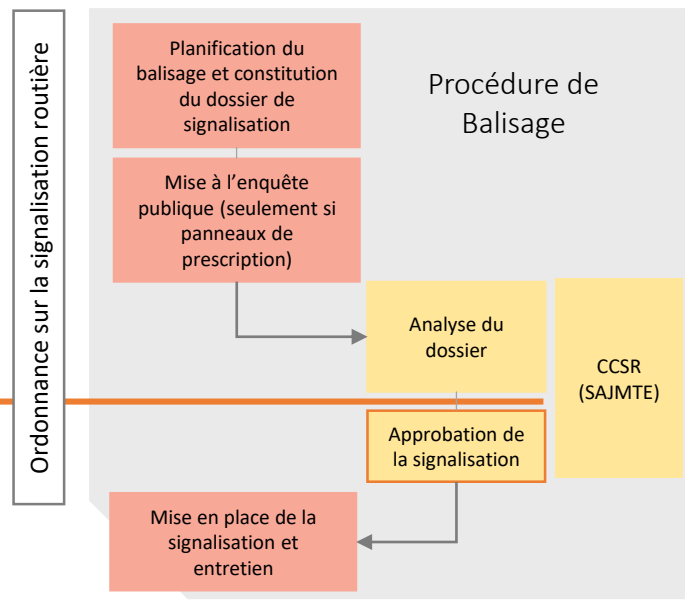 Ordonnance sur la signalisation routière
Planification du
balisage et constitution
du dossier de
signalisation
Procédure de
Balisage
Mise à l’enquête
publique (seulement si
panneaux de
prescription)
Analyse du
dossier
CCSR
(SAJMTE)
Approbation de
la signalisation
Mise en place de la
signalisation et
entretien